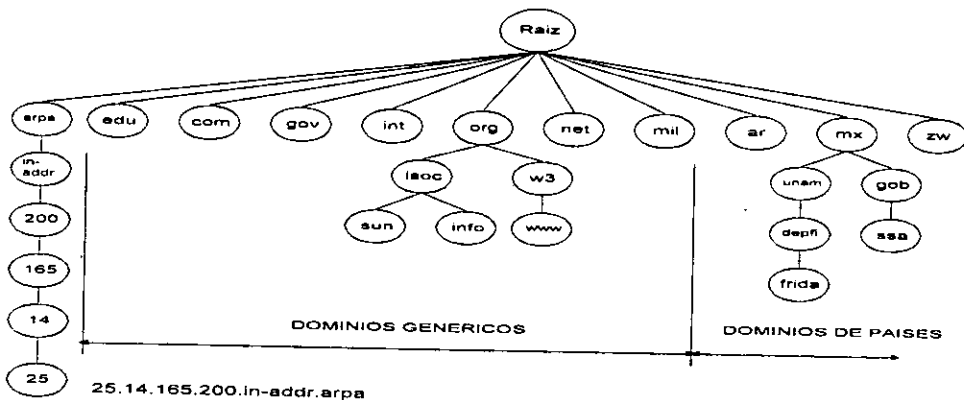 Raiz
arpa edu com gov int org net mil ar mx zw
in-
addr
isoc w3 unam gob
200 sun info www depfi ssa
165 frida
14
DOMINIOS GENERICOS DOMINIOS DE PAISES
25
25.14.165.200.in-addr.arpa